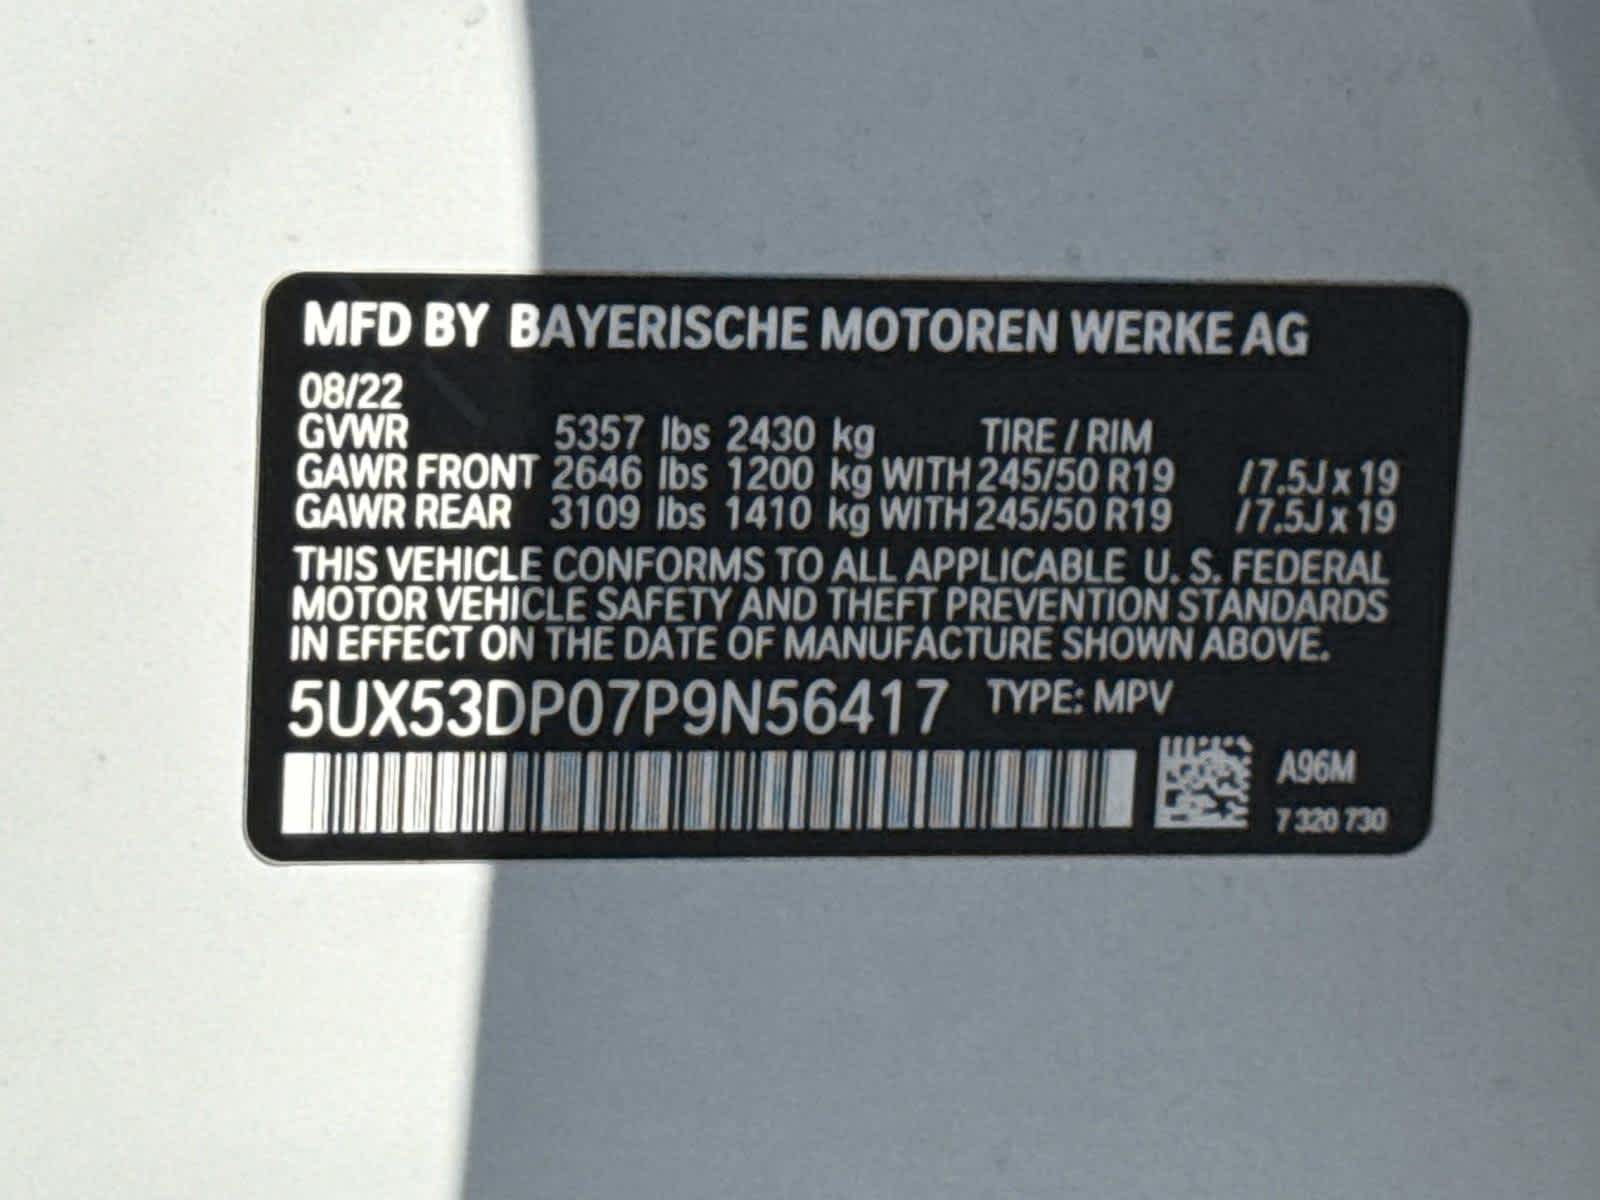 MFD BY BAYERISCHE MOTOREN WERKE AG
08/22
GVWR 5357 lbs 2430 kg TIRE / RIM
GAWR FRONT 2646 lbs 1200 kg WITH 245/50 R19 / 7.5J x 19
GAWR REAR 3109 lbs 1410 kg WITH 245/50 R19 / 7.5J x 19
THIS VEHICLE CONFORMS TO ALL APPLICABLE U. S. FEDERAL
MOTOR VEHICLE SAFETY AND THEFT PREVENTION STANDARDS
IN EFFECT ON THE DATE OF MANUFACTURE SHOWN ABOVE.
5UX53DP07P9N56417 TYPE: MPV
A96M
7 320 730